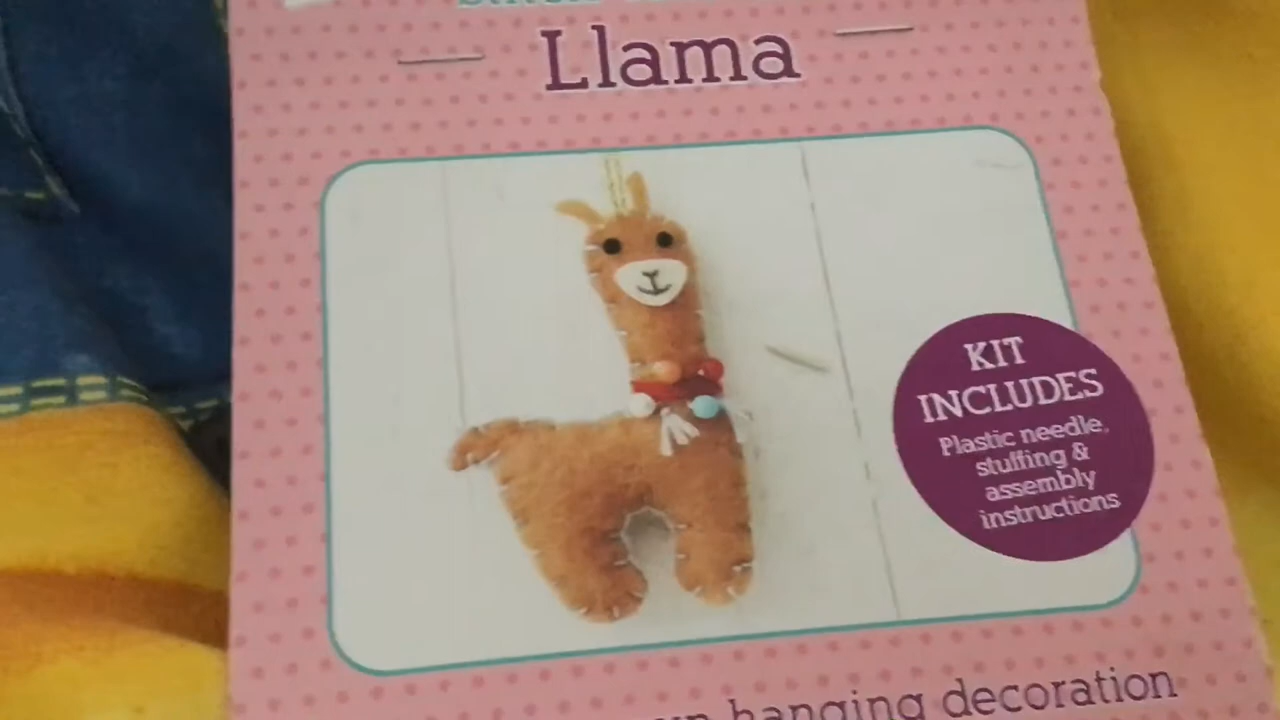 Llama
KIT
INCLUDES
Plastic needle,
stuffing &
assembly
instructions
hanging decoration